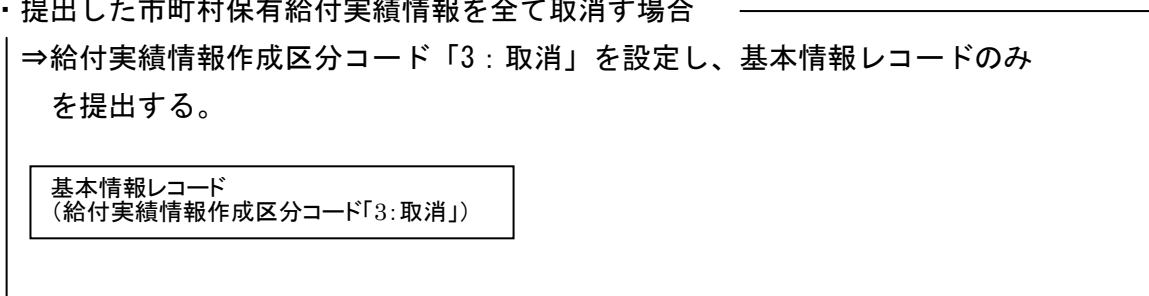 ・提出した市町村保有給付実績情報を全て取消す場合
⇒給付実績情報作成区分コード「3：取消」を設定し、基本情報レコードのみ
を提出する。
基本情報レコード
（給付実績情報作成区分コード「3：取消」）